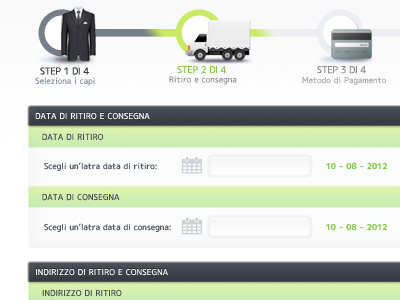 STEP 1 DI 4
Seleziona i capi
STEP 2 DI 4
Ritiro e consegna
STEP 3 DI 4
Metodo di Pagamento
DATA DI RITIRO E CONSEGNA
DATA DI RITIRO
Scegli un'latra data di ritiro: 10 - 08 - 2012
DATA DI CONSEGNA
Scegli un'latra data di consegna: 10 - 08 - 2012
INDIRIZZO DI RITIRO E CONSEGNA
INDIRIZZO DI RITIRO